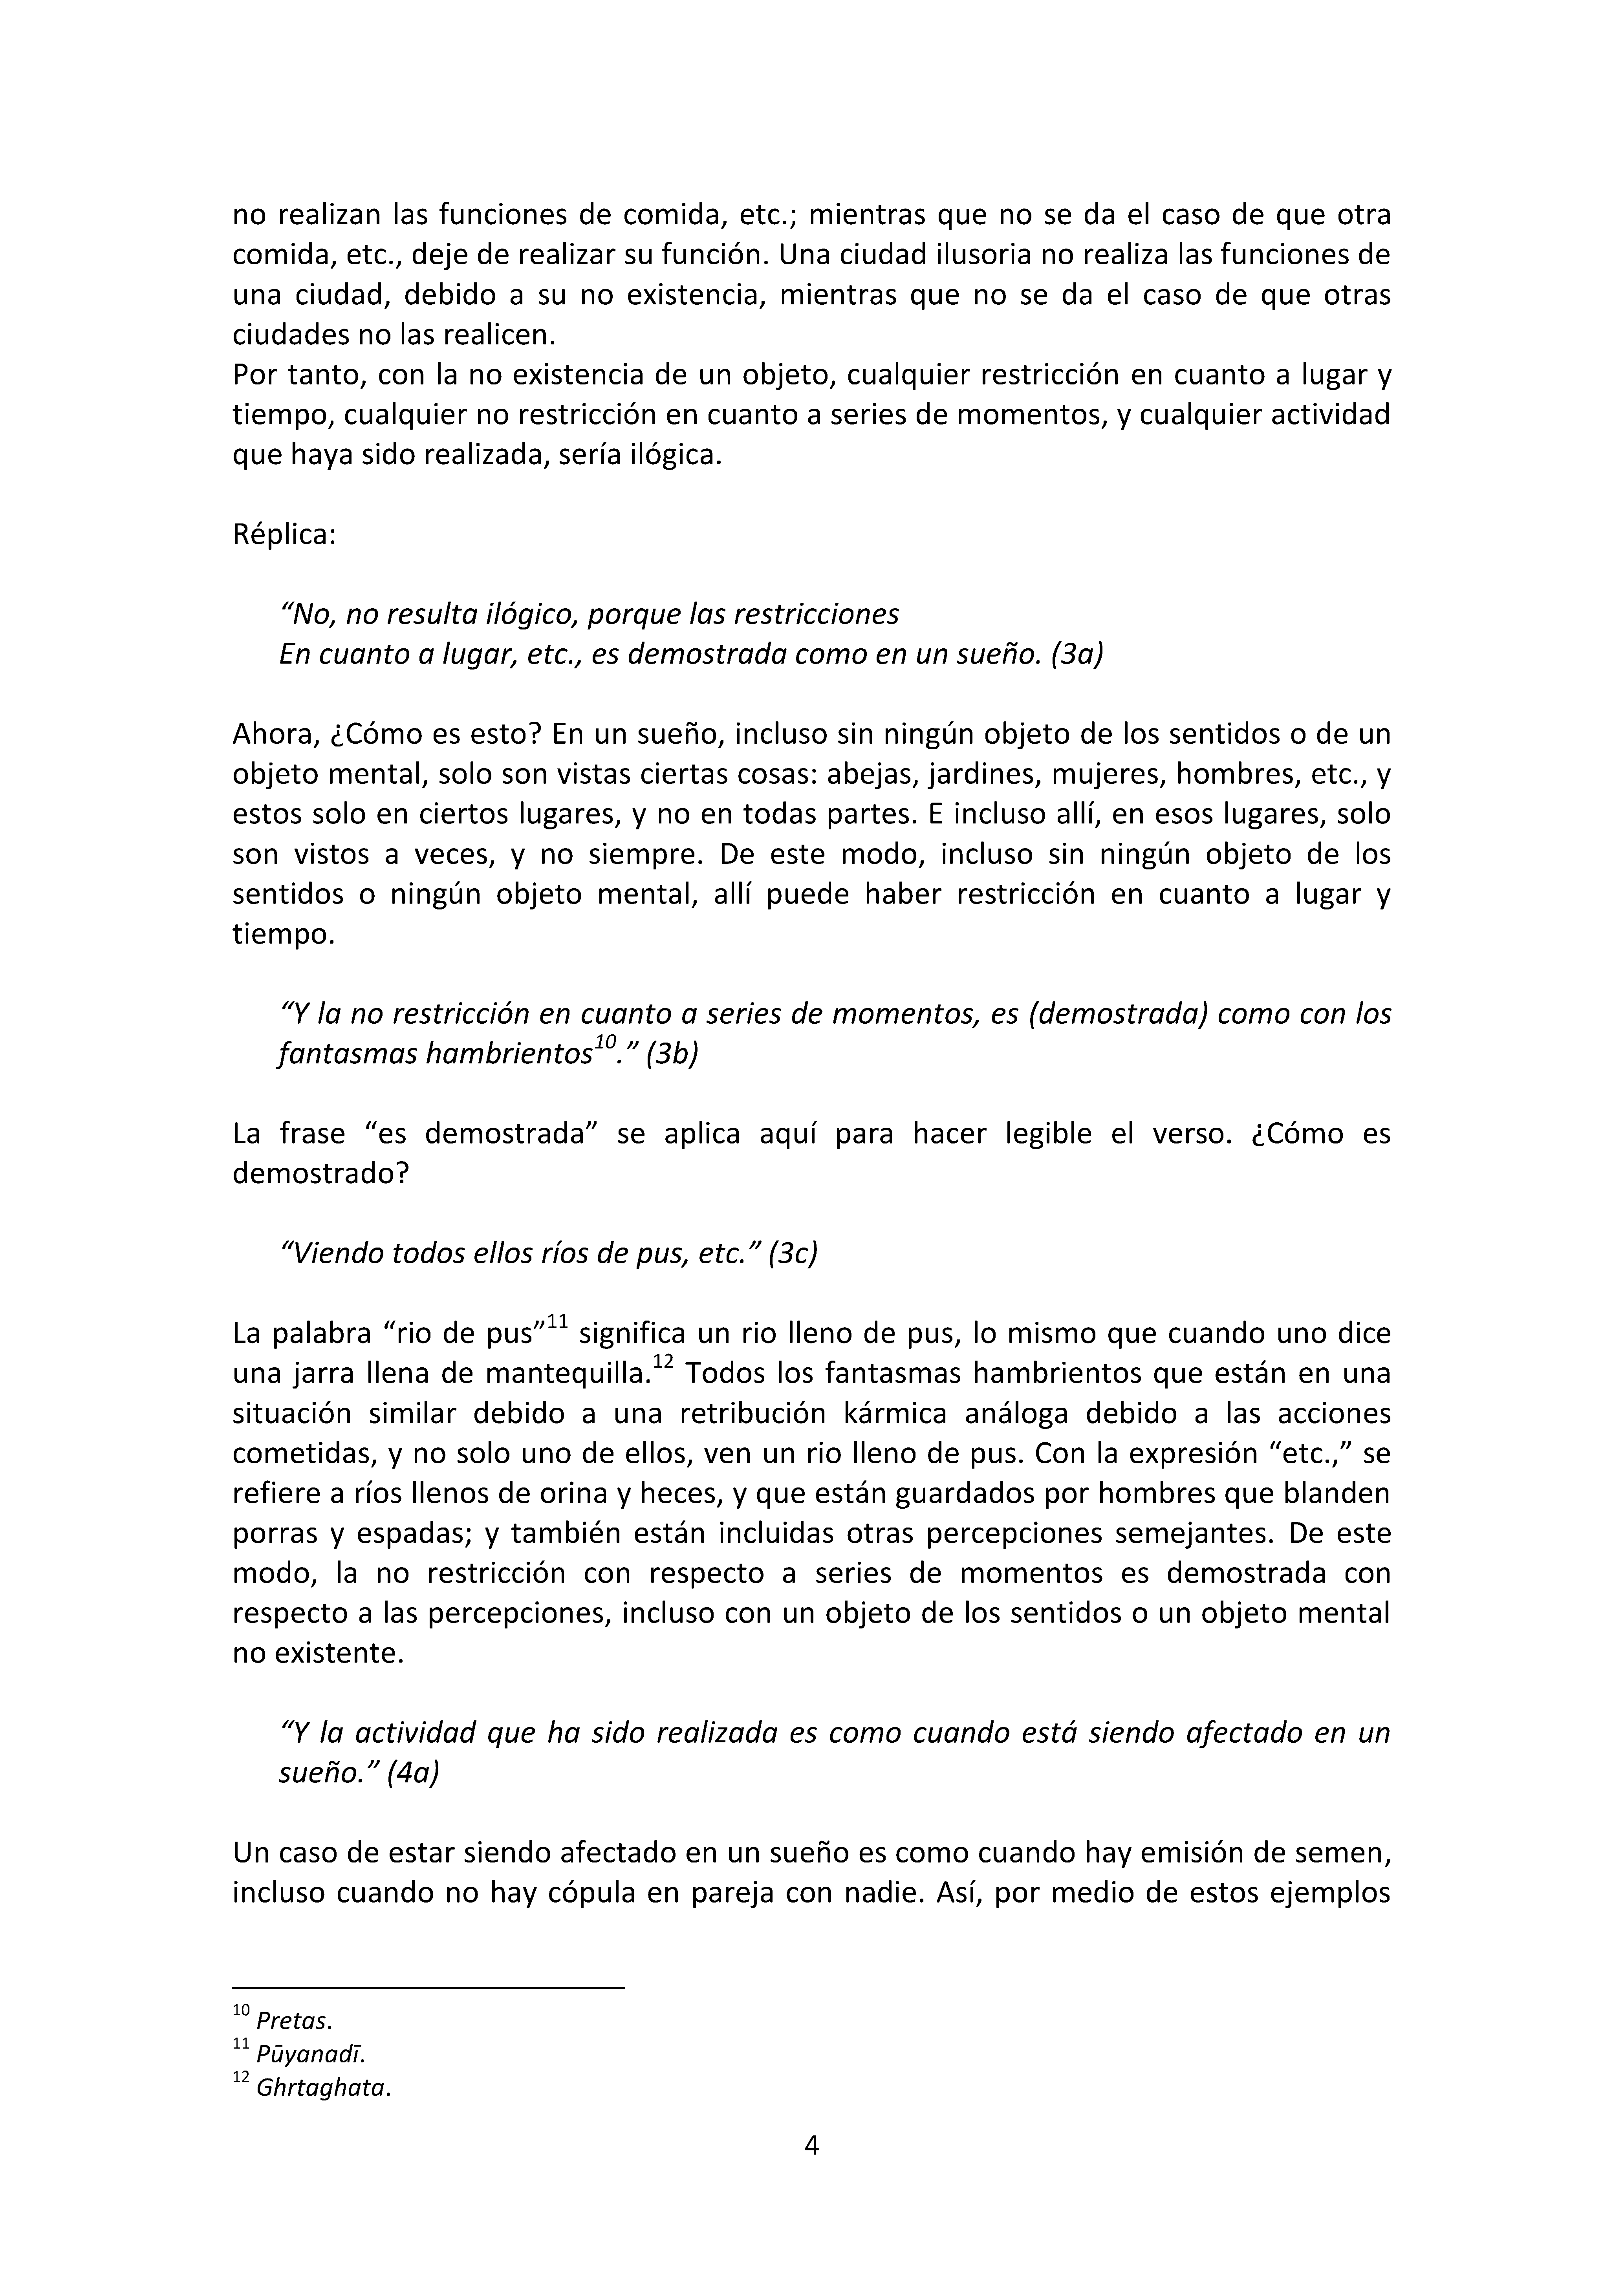 no realizan las funciones de comida, etc.; mientras que no se da el caso de que otra
comida, etc., deje de realizar su función. Una ciudad ilusoria no realiza las funciones de
una ciudad, debido a su no existencia, mientras que no se da el caso de que otras
ciudades no las realicen.
Por tanto, con la no existencia de un objeto, cualquier restricción en cuanto a lugar y
tiempo, cualquier no restricción en cuanto a series de momentos, y cualquier actividad
que haya sido realizada, sería ilógica.
Réplica:
“No, no resulta ilógico, porque las restricciones
En cuanto a lugar, etc., es demostrada como en un sueño. (3a)
Ahora, ¿Cómo es esto? En un sueño, incluso sin ningún objeto de los sentidos o de un
objeto mental, solo son vistas ciertas cosas: abejas, jardines, mujeres, hombres, etc., y
estos solo en ciertos lugares, y no en todas partes. E incluso allí, en esos lugares, solo
son vistos a veces, y no siempre. De este modo, incluso sin ningún objeto de los
sentidos o ningún objeto mental, allí puede haber restricción en cuanto a lugar y
tiempo.
“Y la no restricción en cuanto a series de momentos, es (demostrada) como con los
fantasmas hambrientos10.” (3b)
La frase “es demostrada” se aplica aquí para hacer legible el verso. ¿Cómo es
demostrado?
“Viendo todos ellos ríos de pus, etc.” (3c)
La palabra “rio de pus”11 significa un rio lleno de pus, lo mismo que cuando uno dice
una jarra llena de mantequilla.12 Todos los fantasmas hambrientos que están en una
situación similar debido a una retribución kármica análoga debido a las acciones
cometidas, y no solo uno de ellos, ven un rio lleno de pus. Con la expresión “etc.,” se
refiere a ríos llenos de orina y heces, y que están guardados por hombres que blanden
porras y espadas; y también están incluidas otras percepciones semejantes. De este
modo, la no restricción con respecto a series de momentos es demostrada con
respecto a las percepciones, incluso con un objeto de los sentidos o un objeto mental
no existente.
“Y la actividad que ha sido realizada es como cuando está siendo afectado en un
sueño.” (4a)
Un caso de estar siendo afectado en un sueño es como cuando hay emisión de semen,
incluso cuando no hay cópula en pareja con nadie. Así, por medio de estos ejemplos
10 Pretas.
11 Pūyanadī.
12 Ghrtaghata.
4